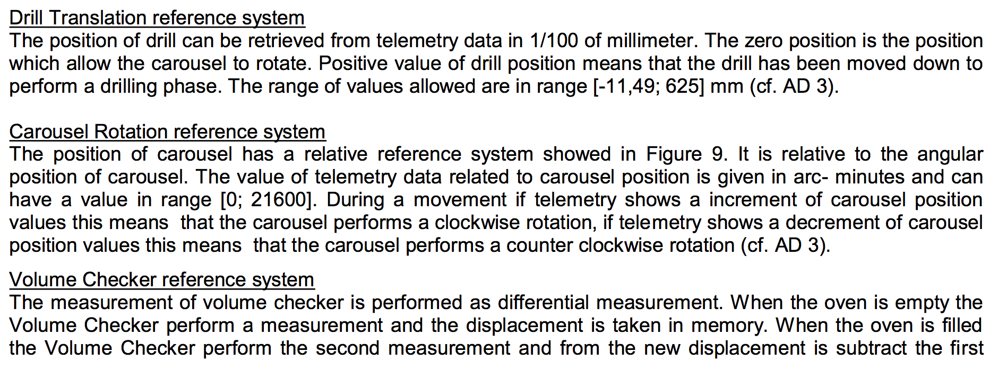 Drill Translation reference system
The position of drill can be retrieved from telemetry data in 1/100 of millimeter. The zero position is the position
which allow the carousel to rotate. Positive value of drill position means that the drill has been moved down to
perform a drilling phase. The range of values allowed are in range [-11,49; 625] mm (cf. AD 3).
Carousel Rotation reference system
The position of carousel has a relative reference system showed in Figure 9. It is relative to the angular
position of carousel. The value of telemetry data related to carousel position is given in arc- minutes and can
have a value in range [0; 21600]. During a movement if telemetry shows a increment of carousel position
values this means  that the carousel performs a clockwise rotation, if telemetry shows a decrement of carousel
position values this means  that the carousel performs a counter clockwise rotation (cf. AD 3).
Volume Checker reference system
The measurement of volume checker is performed as differential measurement. When the oven is empty the
Volume Checker perform a measurement and the displacement is taken in memory. When the oven is filled
the Volume Checker perform the second measurement and from the new displacement is subtract the first